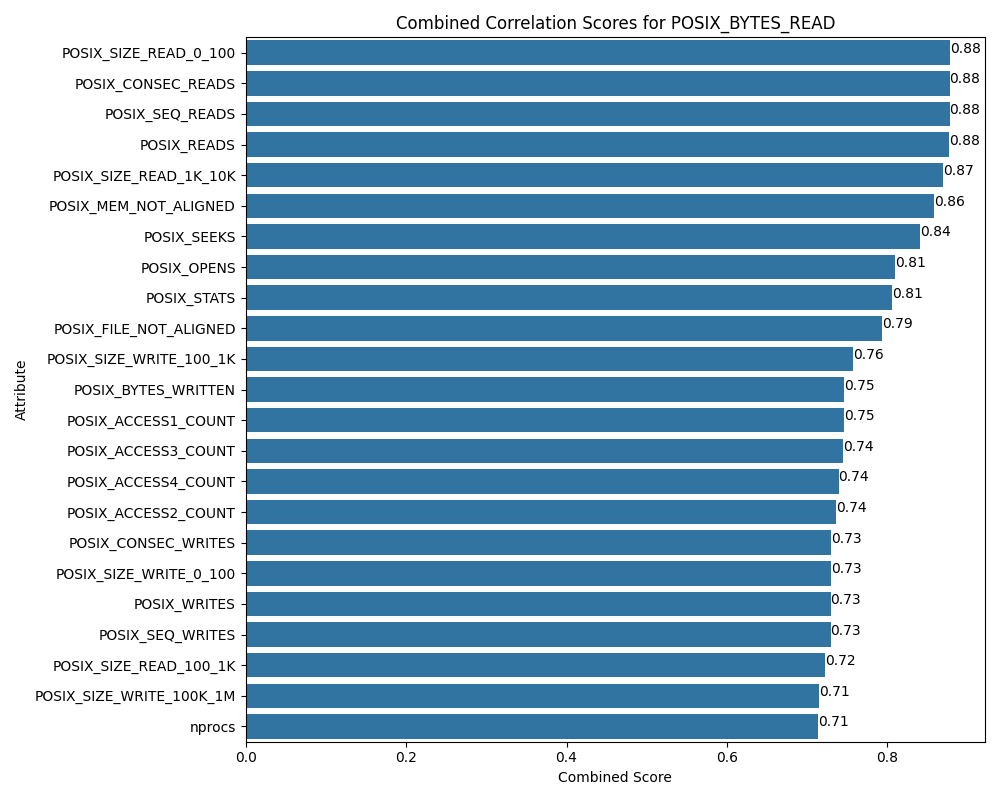 Combined Correlation Scores for POSIX_BYTES_READ
Attribute
POSIX_SIZE_READ_0_100 0.88
POSIX_CONSEC_READS 0.88
POSIX_SEQ_READS 0.88
POSIX_READS 0.88
POSIX_SIZE_READ_1K_10K 0.87
POSIX_MEM_NOT_ALIGNED 0.86
POSIX_SEEKS 0.84
POSIX_OPENS 0.81
POSIX_STATS 0.81
POSIX_FILE_NOT_ALIGNED 0.79
POSIX_SIZE_WRITE_100_1K 0.76
POSIX_BYTES_WRITTEN 0.75
POSIX_ACCESS1_COUNT 0.75
POSIX_ACCESS3_COUNT 0.74
POSIX_ACCESS4_COUNT 0.74
POSIX_ACCESS2_COUNT 0.74
POSIX_CONSEC_WRITES 0.73
POSIX_SIZE_WRITE_0_100 0.73
POSIX_WRITES 0.73
POSIX_SEQ_WRITES 0.73
POSIX_SIZE_READ_100_1K 0.72
POSIX_SIZE_WRITE_100K_1M 0.71
nprocs 0.71
0.0 0.2 0.4 0.6 0.8
Combined Score